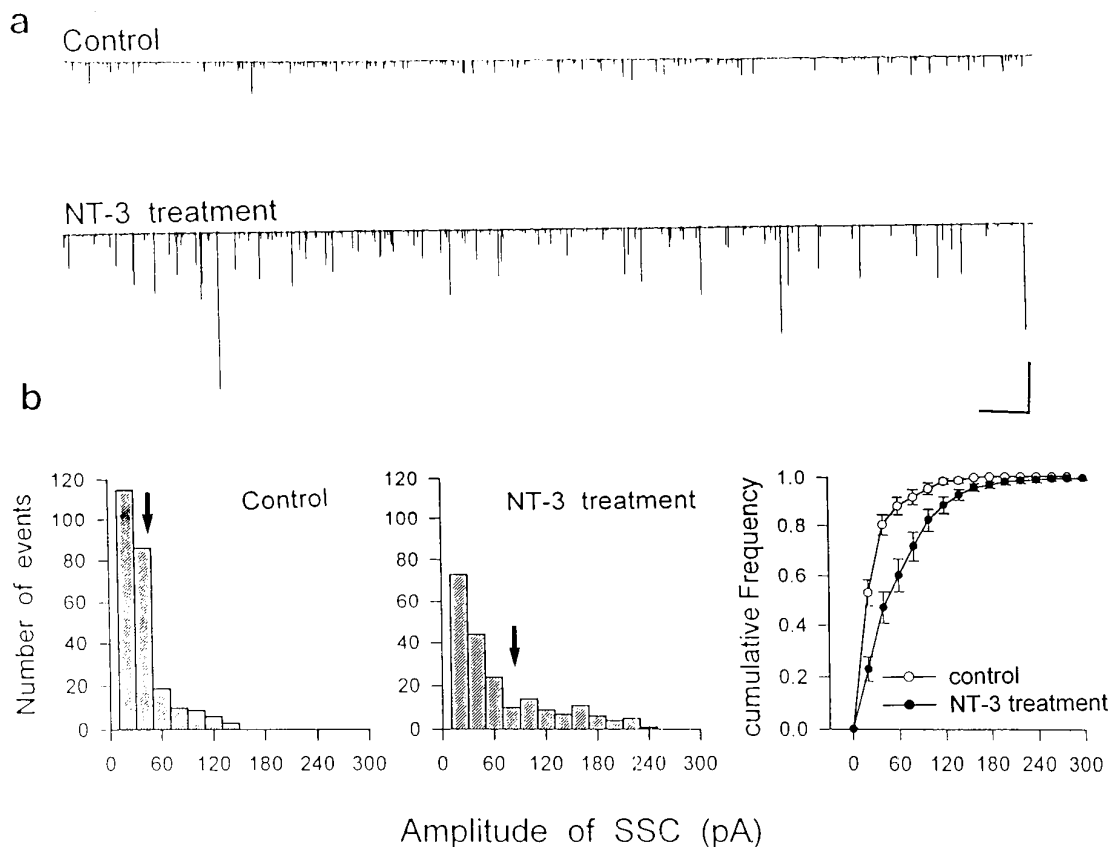 a
Control
NT-3 treatment
b
Number of events
120
100
80
60
40
20
0
Control
0 60 120 180 240 300
120
100
80
60
40
20
0
NT-3 treatment
0 60 120 180 240 300
cumulative Frequency
1.0
0.8
0.6
0.4
0.2
0.0
control
NT-3 treatment
0 60 120 180 240 300
Amplitude of SSC (pA)